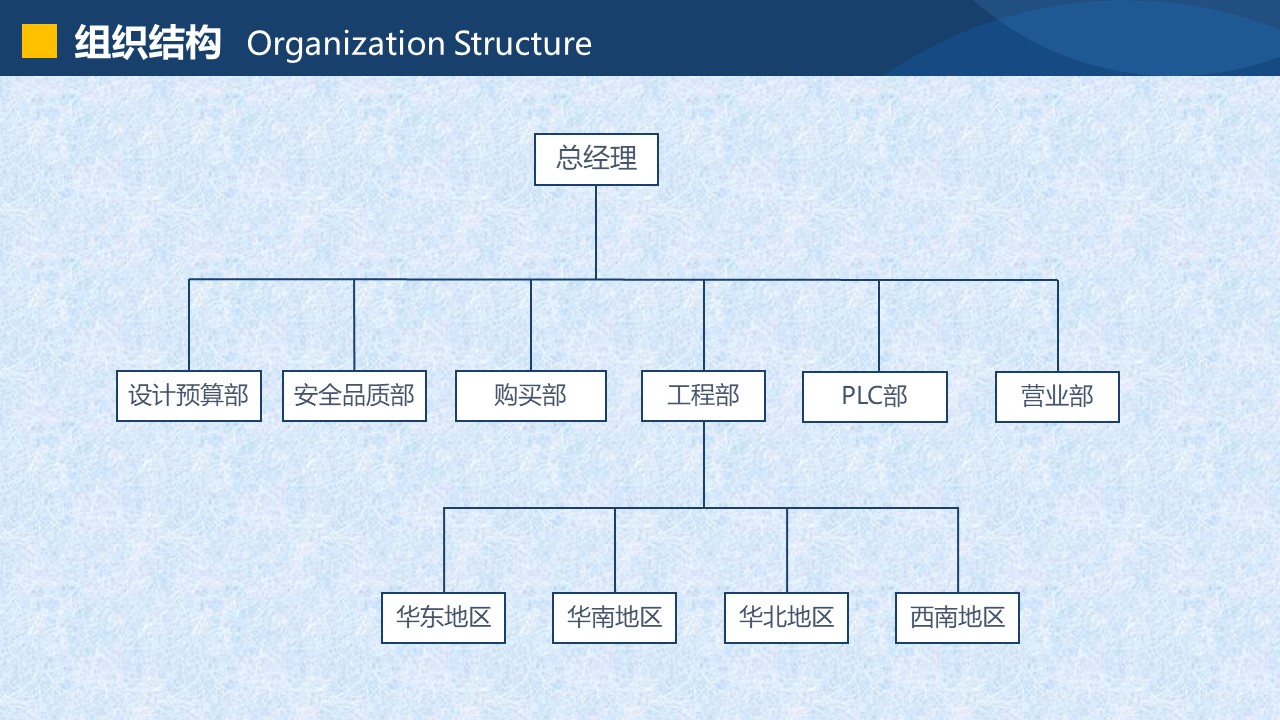 组织结构 Organization Structure
总经理
设计预算部 安全品质部 购买部 工程部 PLC部 营业部
华东地区 华南地区 华北地区 西南地区